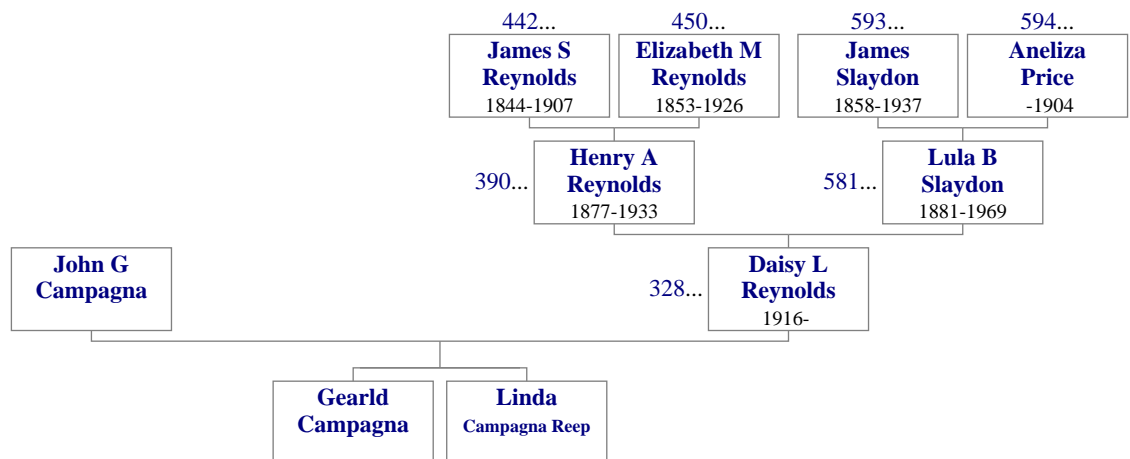 442... 450... 593... 594...
James S Elizabeth M James Aneliza
Reynolds Reynolds Slaydon Price
1844-1907 1853-1926 1858-1937 -1904
Henry A Lula B
390... Reynolds 581... Slaydon
1877-1933 1881-1969
John G Daisy L
Campagna 328... Reynolds
1916-
Gearld Linda
Campagna Campagna Reep